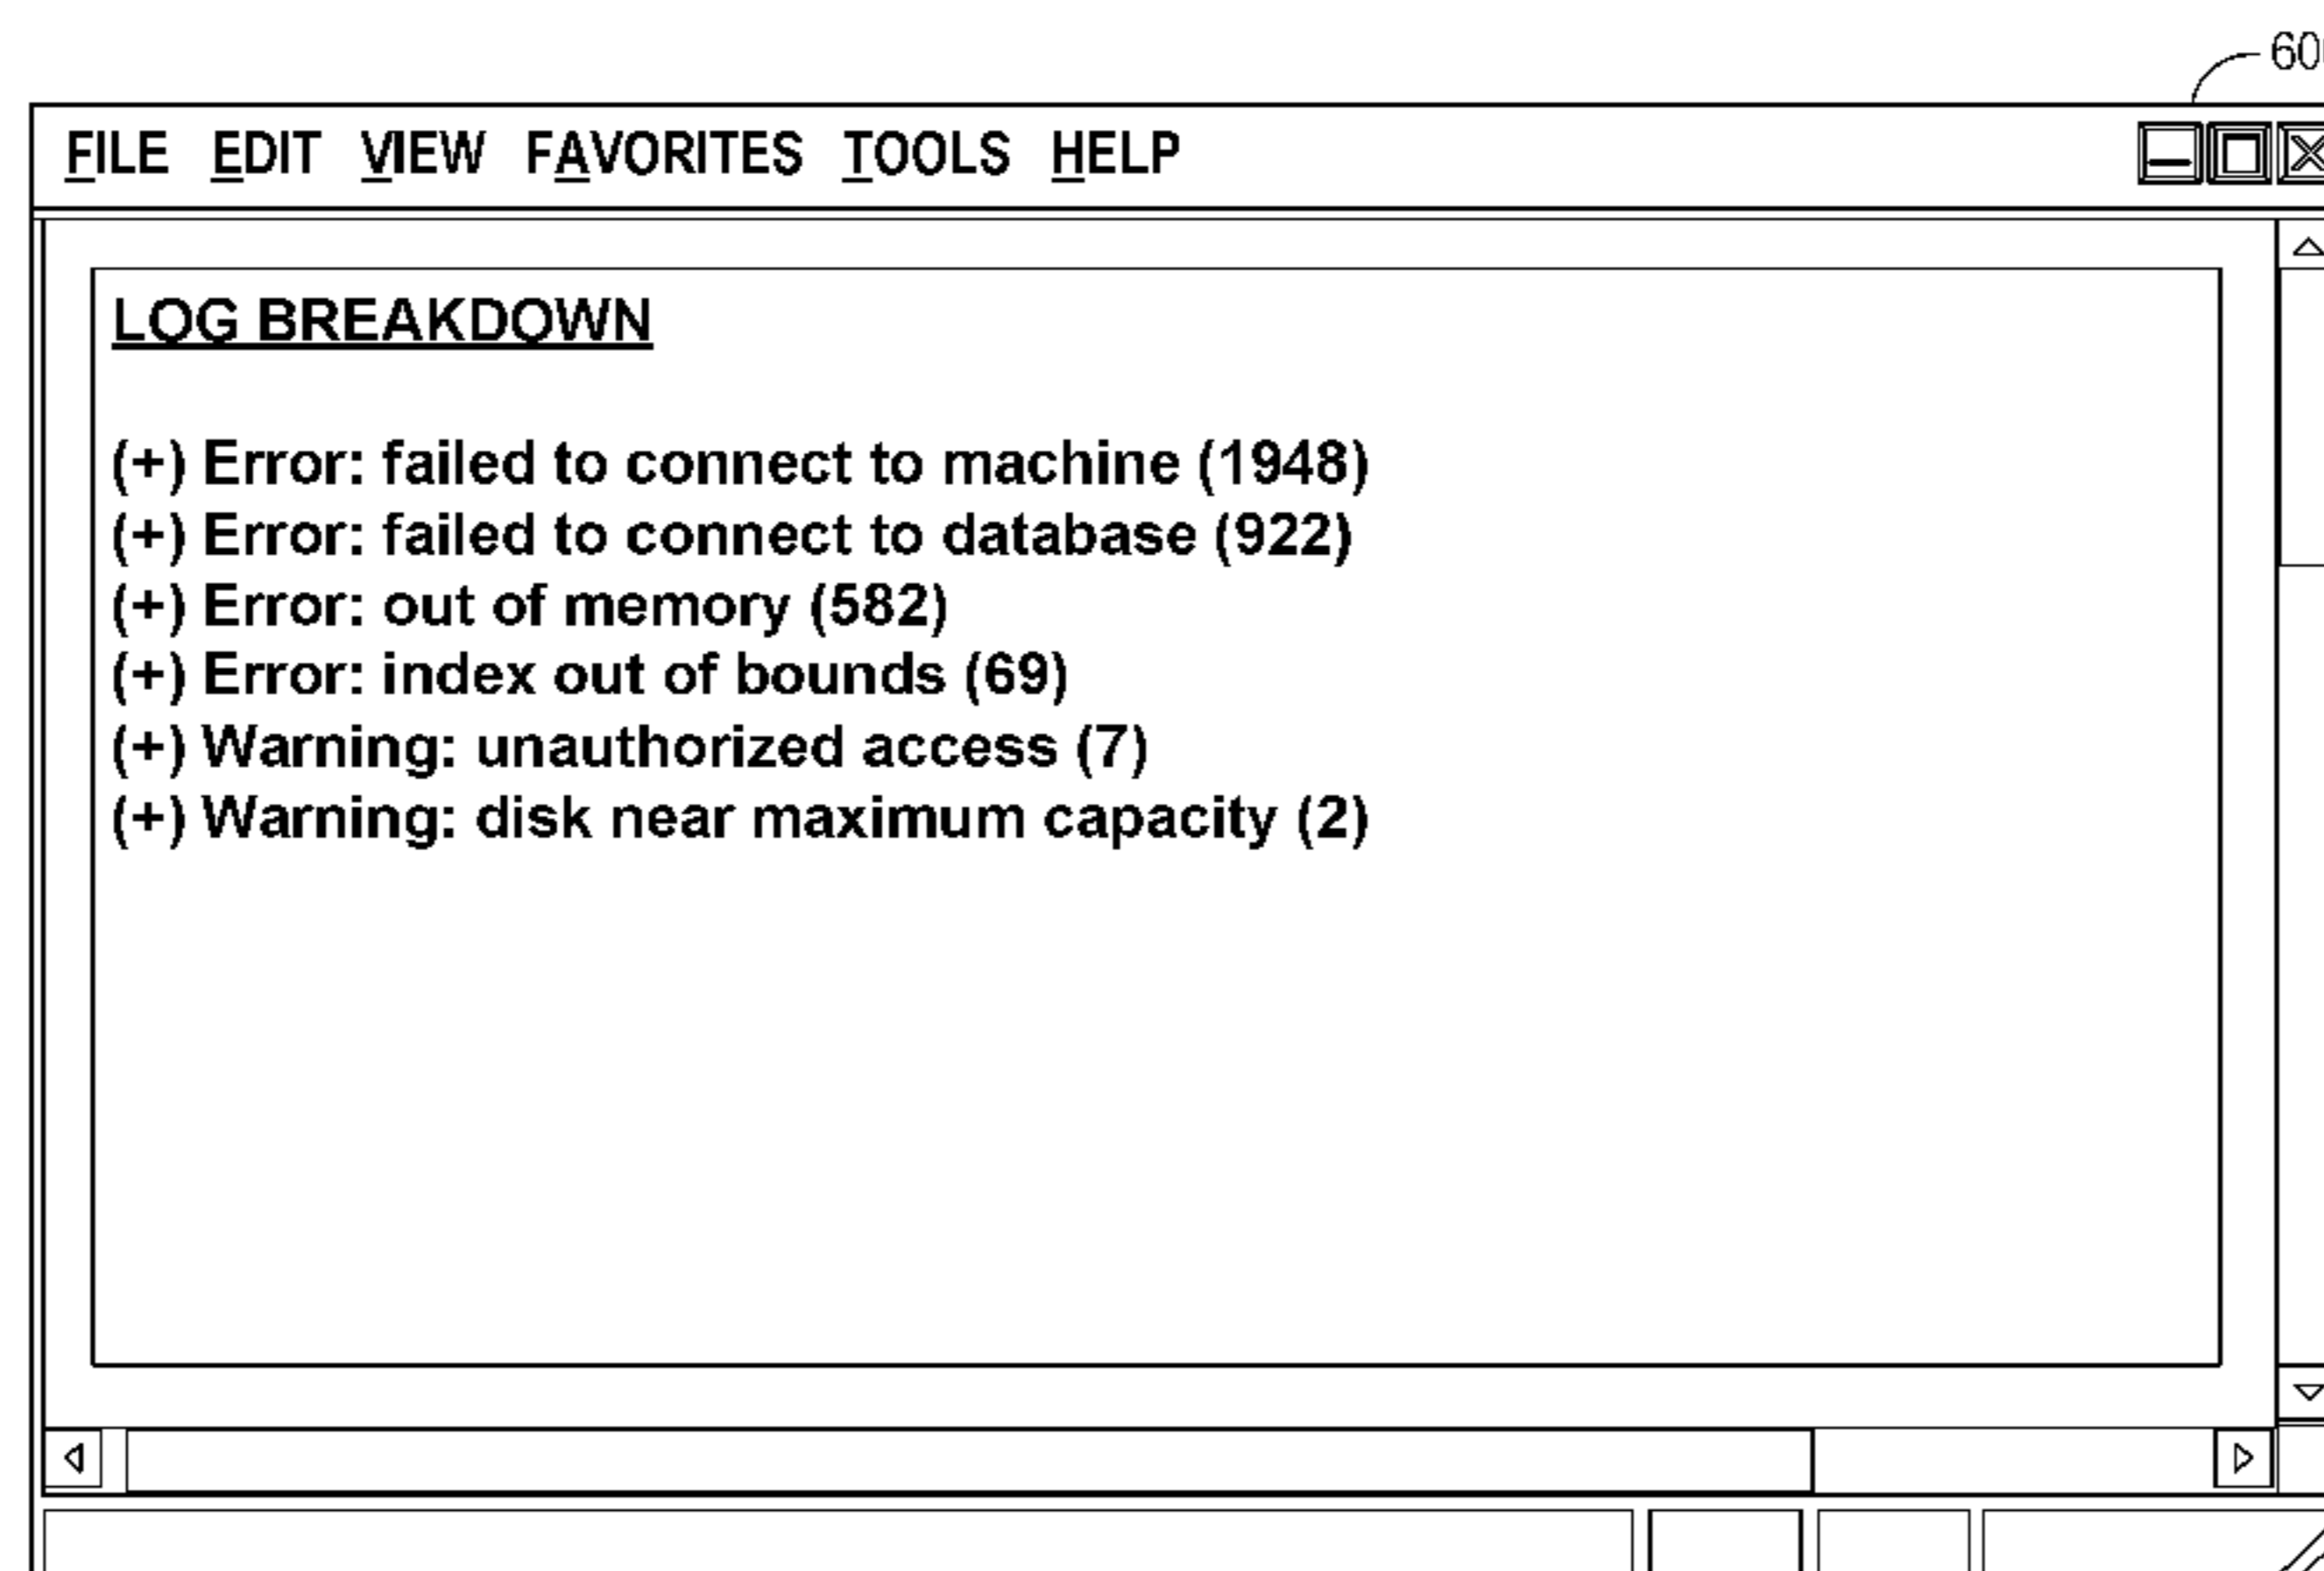 FILE EDIT VIEW FAVORITES TOOLS HELP
LOG BREAKDOWN
(+) Error: failed to connect to machine (1948)
(+) Error: failed to connect to database (922)
(+) Error: out of memory (582)
(+) Error: index out of bounds (69)
(+) Warning: unauthorized access (7)
(+) Warning: disk near maximum capacity (2)